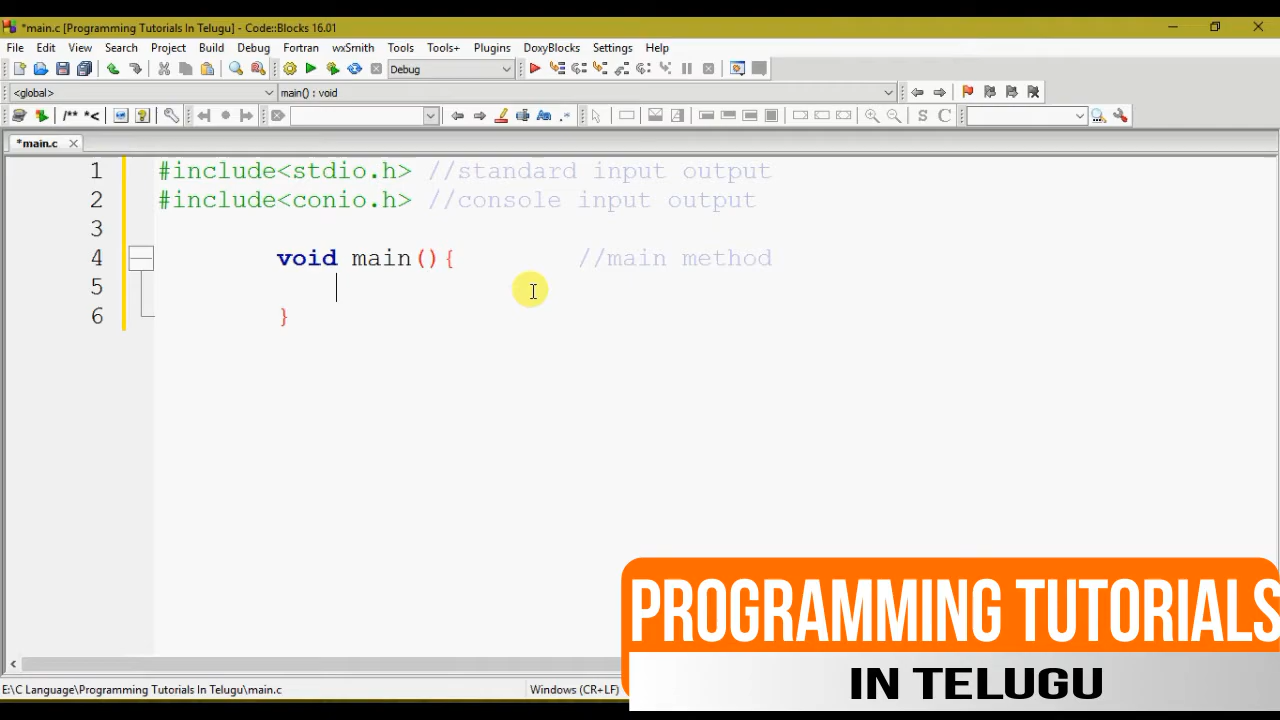 *main.c [Programming Tutorials In Telugu] - Code::Blocks 16.01
File Edit View Search Project Build Debug Fortran wxSmith Tools Tools+ Plugins DoxyBlocks Settings Help
Debug
<global> main() : void
/** *<
S C
*main.c
1 #include<stdio.h> //standard input output
2 #include<conio.h> //console input output
3
4 void main(){ //main method
5
6 }
PROGRAMMING TUTORIALS
IN TELUGU
E:\C Language\Programming Tutorials In Telugu\main.c Windows (CR+LF)